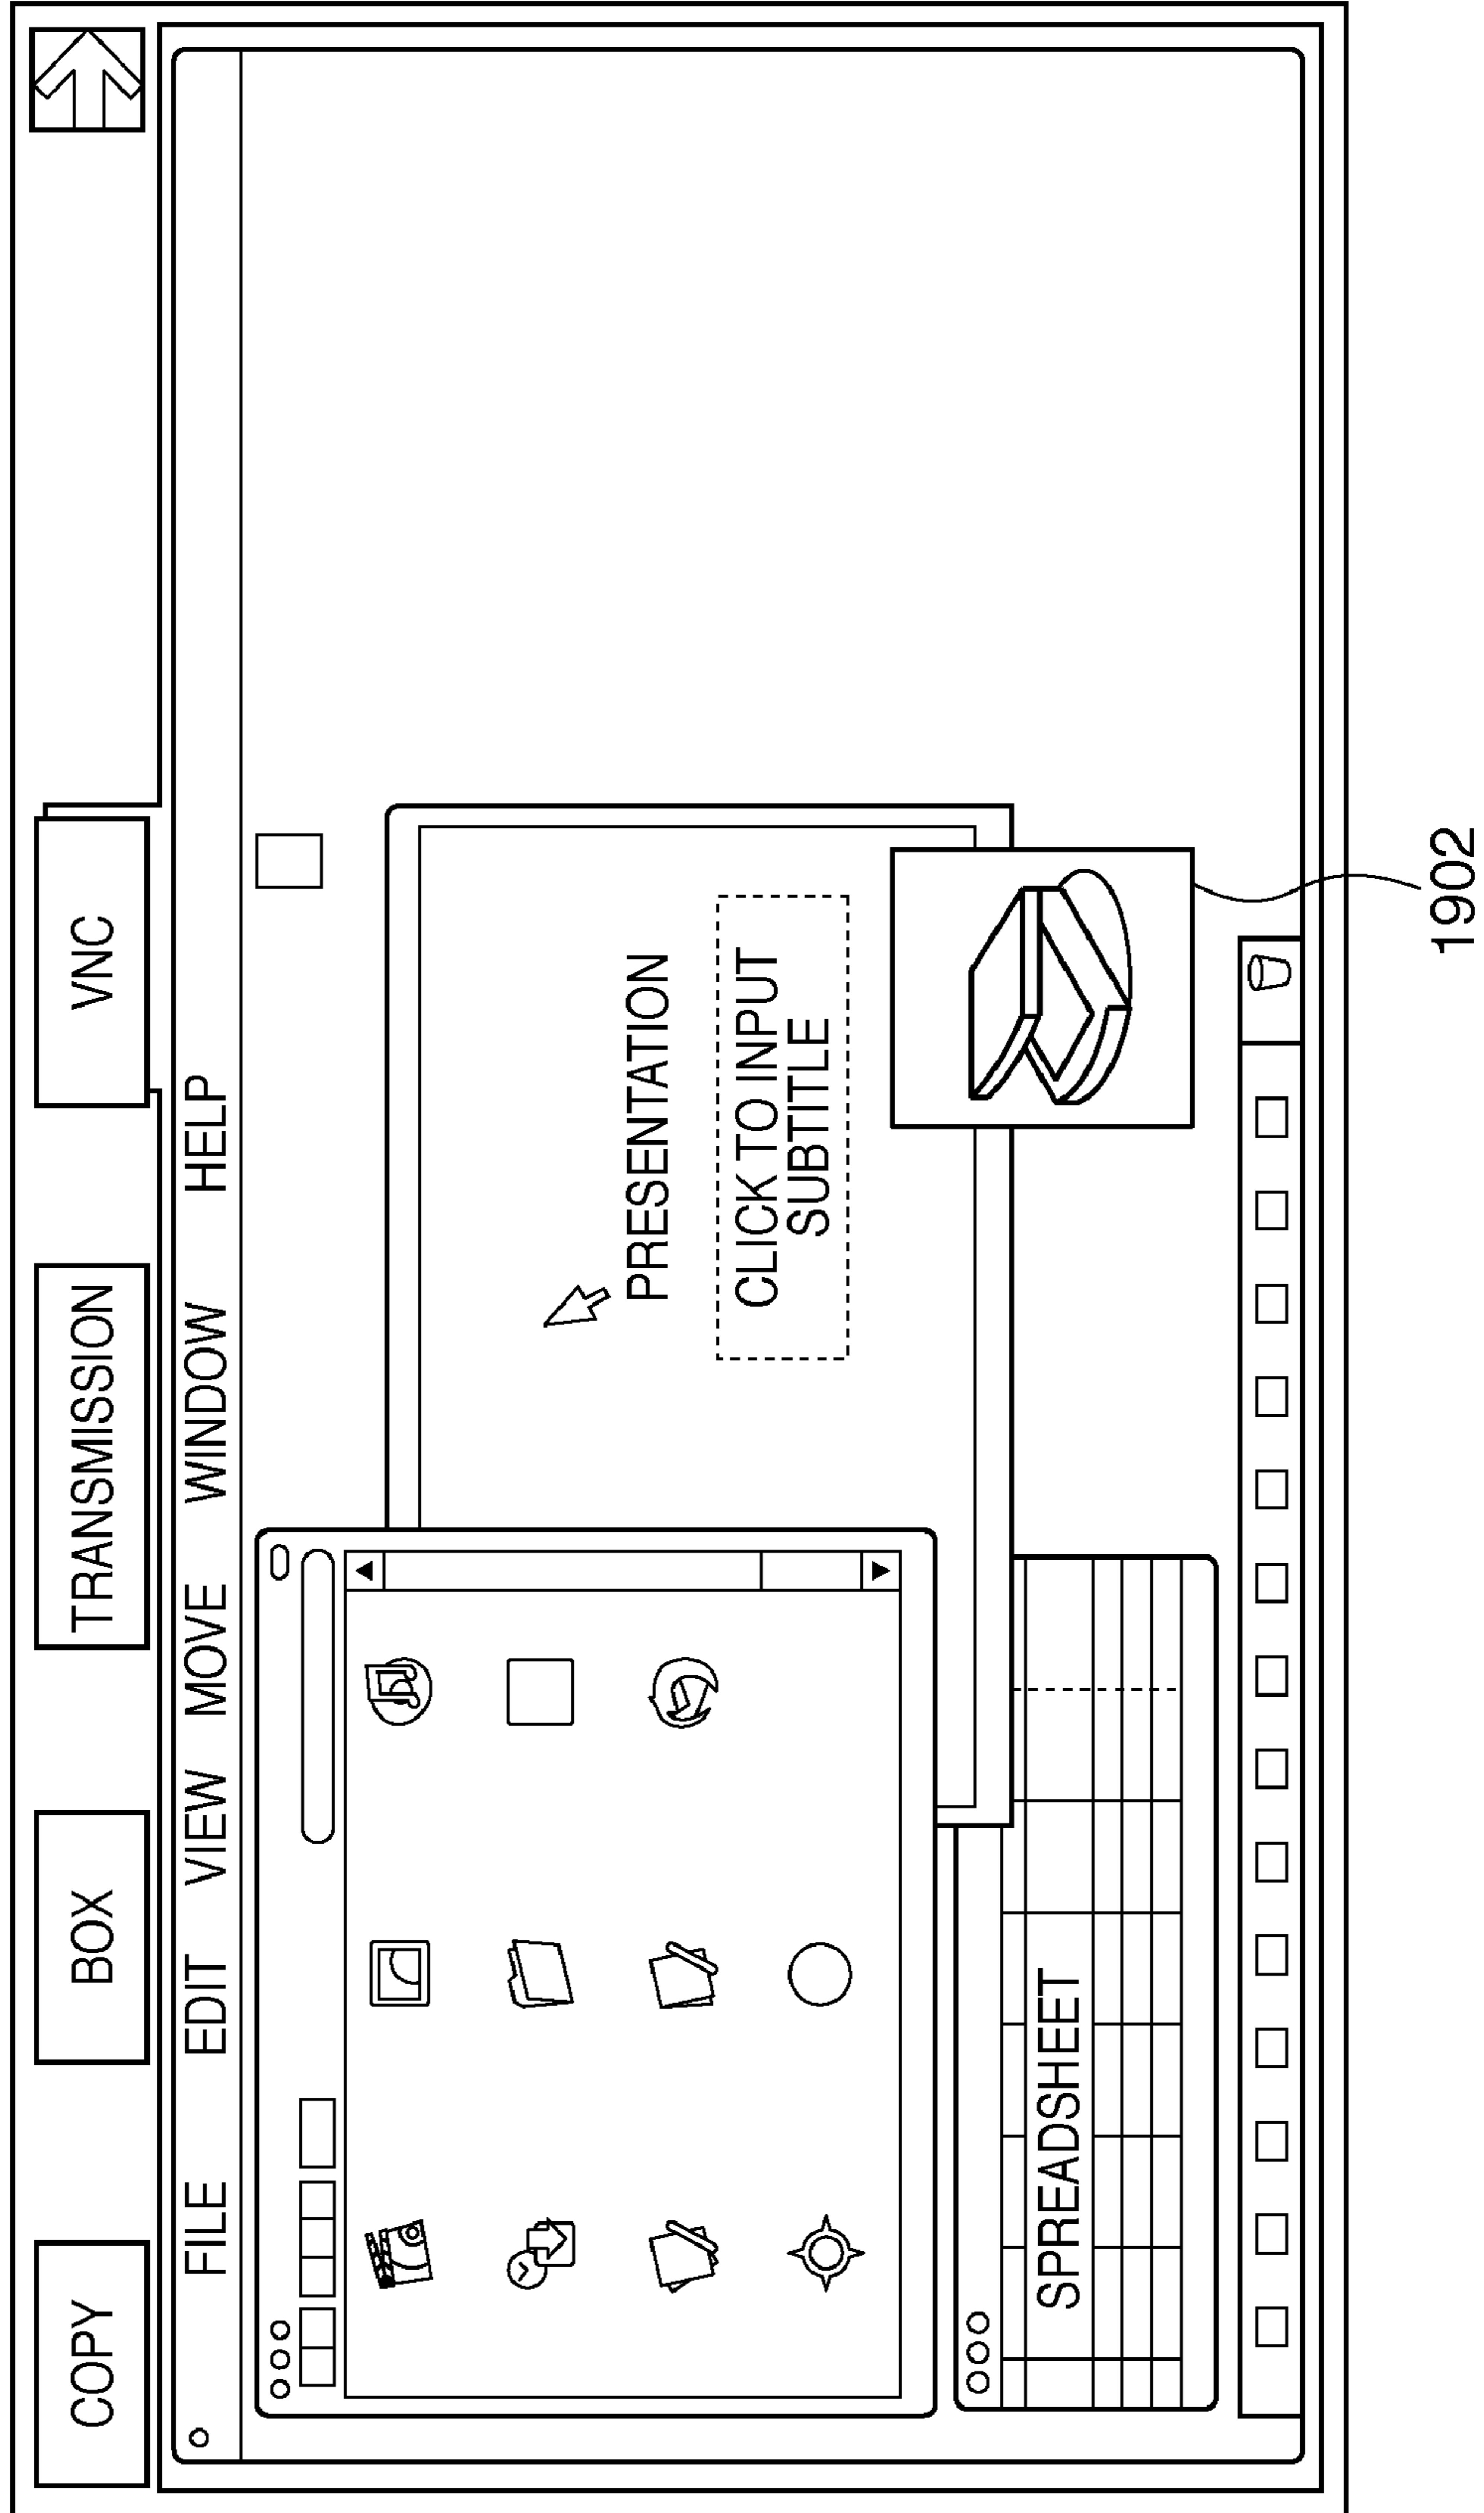 COPY
BOX
TRANSMISSION
VNC
FILE
EDIT
VIEW
MOVE
WINDOW
HELP
PRESENTATION
CLICK TO INPUT
SUBTITLE
SPREADSHEET
1902